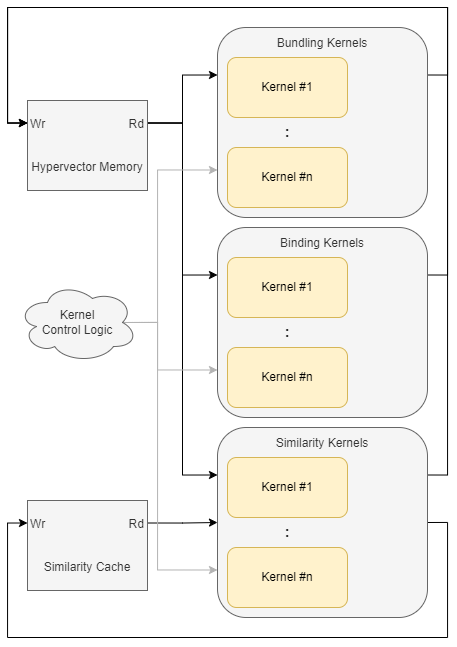 Bundling Kernels
Kernel #1
:
Kernel #n
Wr
Rd
Hypervector Memory
Binding Kernels
Kernel #1
:
Kernel #n
Kernel
Control Logic
Similarity Kernels
Kernel #1
:
Kernel #n
Wr
Rd
Similarity Cache